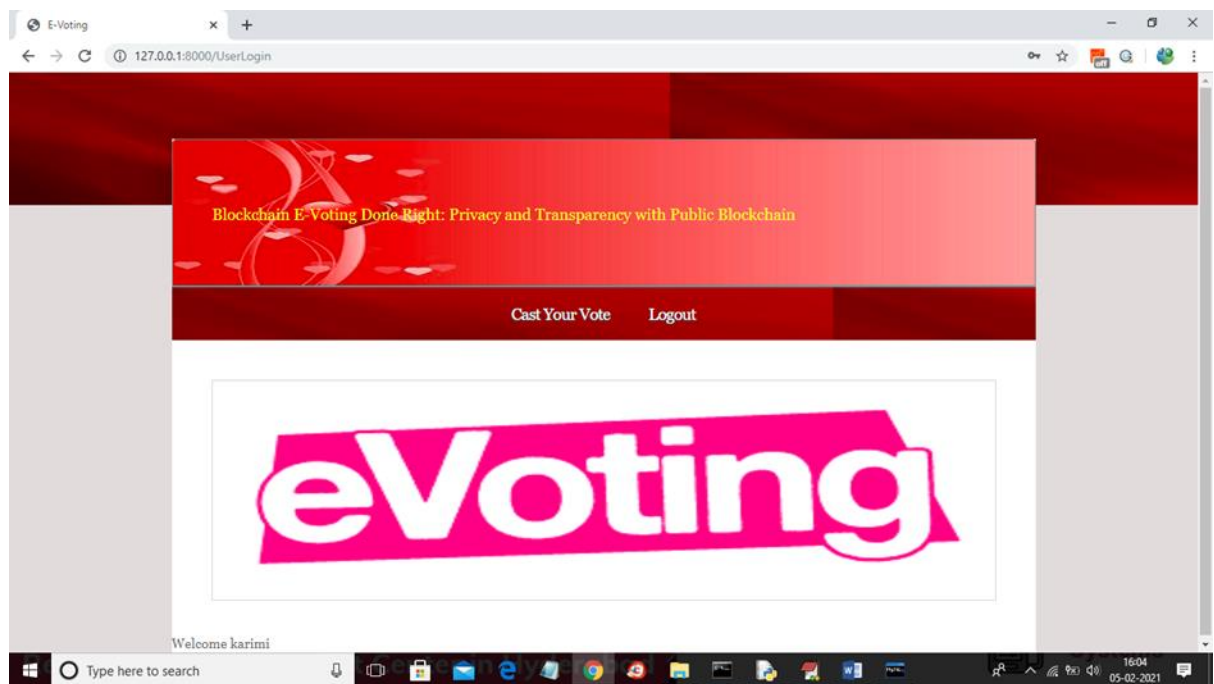 E-Voting
127.0.0.1:8000/UserLogin
off
Blockchain E-Voting Done Right: Privacy and Transparency with Public Blockchain
Cast Your Vote Logout
eVoting
Welcome karimi
Type here to search
16:04
05-02-2021